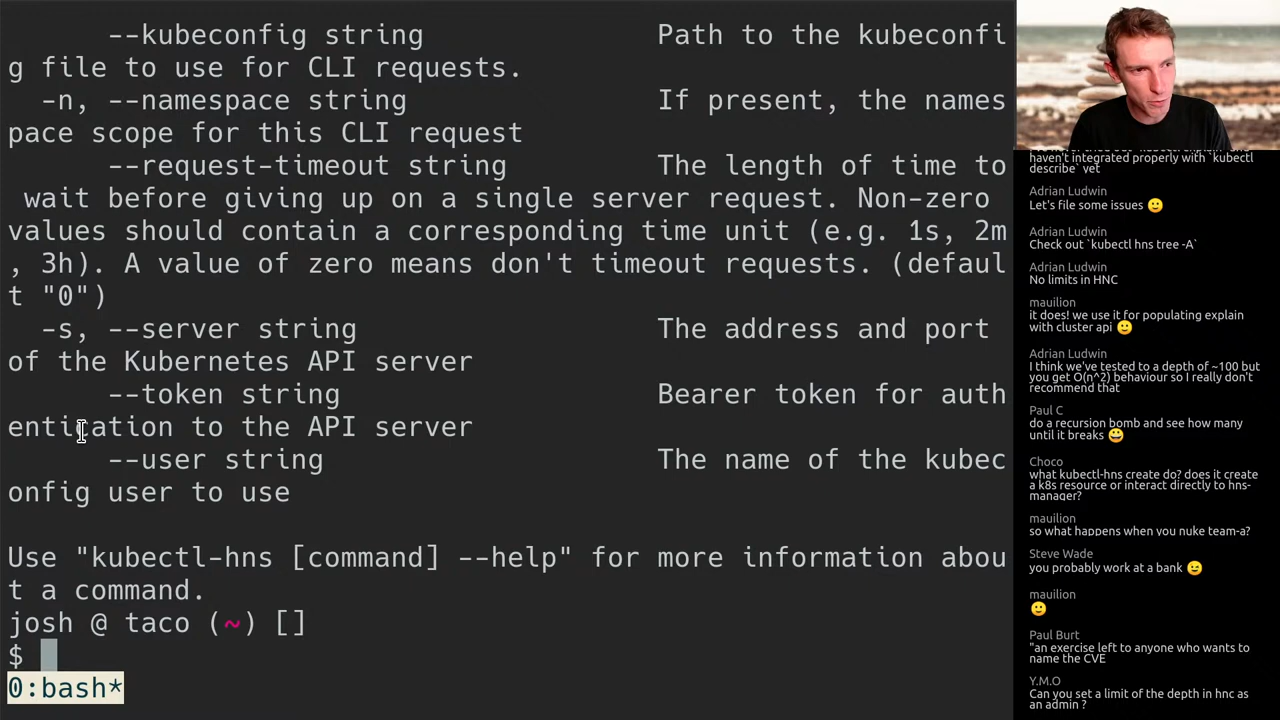 --kubeconfig string Path to the kubeconfi
g file to use for CLI requests.
-n, --namespace string If present, the names
pace scope for this CLI request
--request-timeout string The length of time to
wait before giving up on a single server request. Non-zero
values should contain a corresponding time unit (e.g. 1s, 2m
, 3h). A value of zero means don't timeout requests. (defaul
t "0")
-s, --server string The address and port
of the Kubernetes API server
--token string Bearer token for auth
entication to the API server
--user string The name of the kubec
onfig user to use
Use "kubectl-hns [command] --help" for more information abou
t a command.
josh @ taco (~) []
$
0:bash*
haven't integrated properly with `kubectl
describe` yet
Adrian Ludwin
Let's file some issues 🙂
Adrian Ludwin
Check out `kubectl hns tree -A`
Adrian Ludwin
No limits in HNC
mauilion
it does! we use it for populating explain
with cluster api 🙂
Adrian Ludwin
I think we've tested to a depth of ~100 but
you get O(n^2) behaviour so I really don't
recommend that
Paul C
do a recursion bomb and see how many
until it breaks 😀
Choco
what kubectl-hns create do? does it create
a k8s resource or interact directly to hns-
manager?
mauilion
so what happens when you nuke team-a?
Steve Wade
you probably work at a bank 😉
mauilion
🙂
Paul Burt
"an exercise left to anyone who wants to
name the CVE
Y.M.O
Can you set a limit of the depth in hnc as
an admin ?